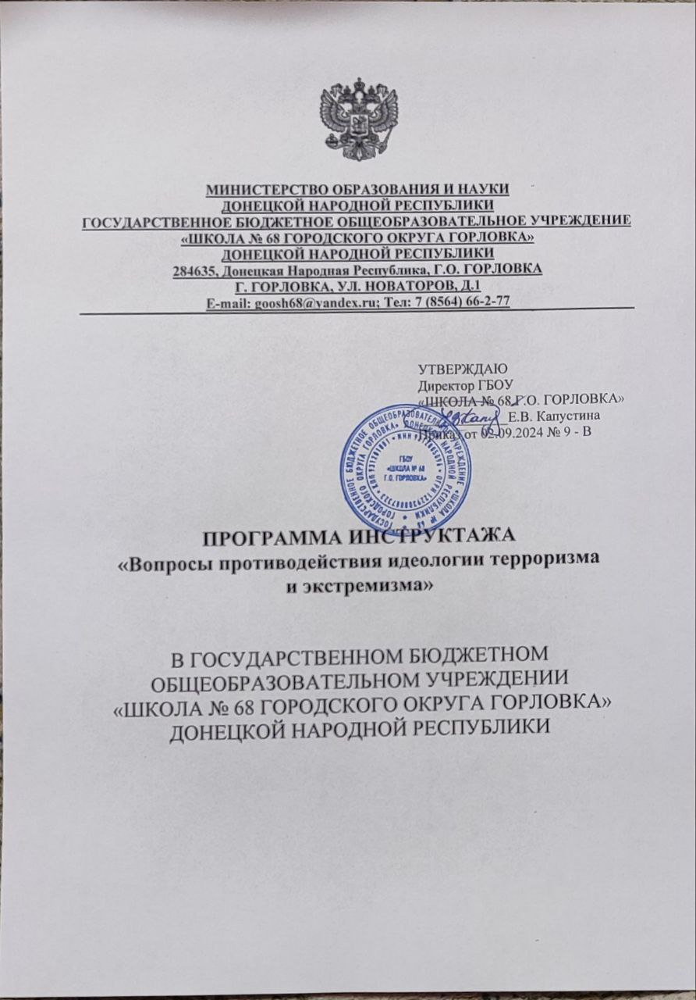 МИНИСТЕРСТВО ОБРАЗОВАНИЯ И НАУКИ
ДОНЕЦКОЙ НАРОДНОЙ РЕСПУБЛИКИ
ГОСУДАРСТВЕННОЕ БЮДЖЕТНОЕ ОБЩЕОБРАЗОВАТЕЛЬНОЕ УЧРЕЖДЕНИЕ
«ШКОЛА № 68 ГОРОДСКОГО ОКРУГА ГОРЛОВКА»
ДОНЕЦКОЙ НАРОДНОЙ РЕСПУБЛИКИ
284635, Донецкая Народная Республика, Г.О. ГОРЛОВКА
Г. ГОРЛОВКА, УЛ. НОВАТОРОВ, Д.1
E-mail: goosh68@yandex.ru; Тел: 7 (8564) 66-2-77
УТВЕРЖДАЮ
Директор ГБОУ
«ШКОЛА № 68 Г.О. ГОРЛОВКА»
Е.В. Капустина
Приказ от 02.09.2024 № 9 - В
ГБОУ
«ШКОЛА № 68
Г.О. ГОРЛОВКА»
ПРОГРАММА ИНСТРУКТАЖА
«Вопросы противодействия идеологии терроризма
и экстремизма»
В ГОСУДАРСТВЕННОМ БЮДЖЕТНОМ
ОБЩЕОБРАЗОВАТЕЛЬНОМ УЧРЕЖДЕНИИ
«ШКОЛА № 68 ГОРОДСКОГО ОКРУГА ГОРЛОВКА»
ДОНЕЦКОЙ НАРОДНОЙ РЕСПУБЛИКИ